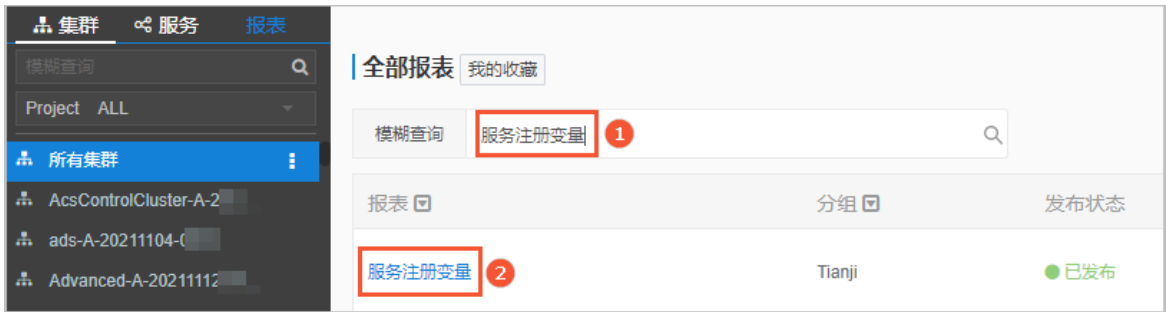 集群 服务 报表
模糊查询
Project ALL
所有集群
AcsControlCluster-A-2
ads-A-20211104-
Advanced-A-20211112
全部报表 我的收藏
模糊查询 服务注册变量 1
报表 分组 发布状态
服务注册变量 2 Tianji 已发布